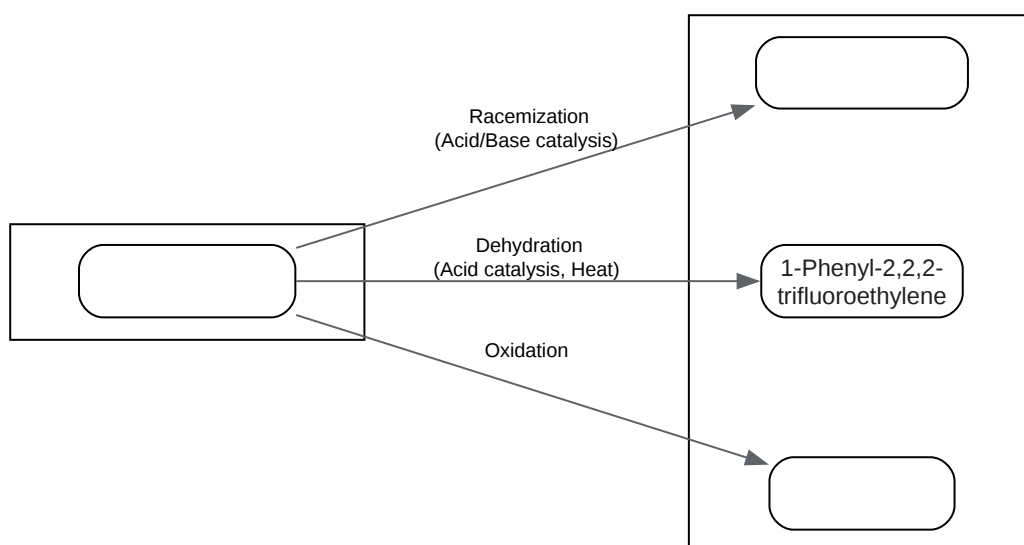 Racemization
(Acid/Base catalysis)
Dehydration
(Acid catalysis, Heat)
1-Phenyl-2,2,2-
trifluoroethylene
Oxidation